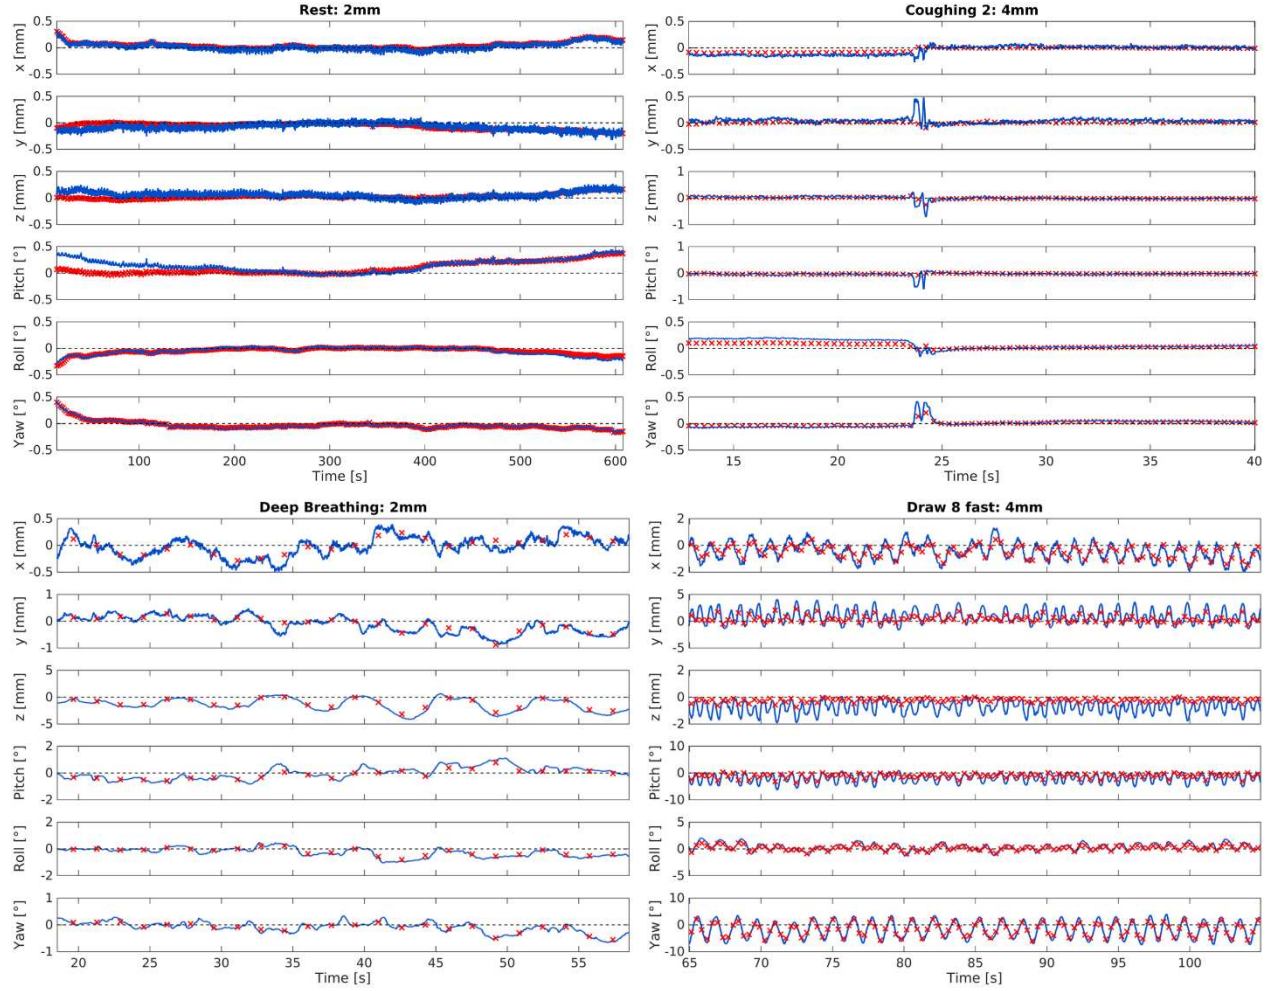 Rest: 2mm
0.5
0
-0.5
x [mm]
0.5
0
-0.5
y [mm]
0.5
0
-0.5
z [mm]
0.5
0
-0.5
Pitch [°]
0.5
0
-0.5
Roll [°]
0.5
0
-0.5
Yaw [°]
100 200 300 400 500 600
Time [s]
Coughing 2: 4mm
0.5
0
-0.5
x [mm]
0.5
0
-0.5
y [mm]
1
0
-1
z [mm]
1
0
-1
Pitch [°]
0.5
0
-0.5
Roll [°]
0.5
0
-0.5
Yaw [°]
15 20 25 30 35 40
Time [s]
Deep Breathing: 2mm
0.5
0
-0.5
x [mm]
1
0
-1
y [mm]
5
0
-5
z [mm]
2
0
-2
Pitch [°]
2
0
-2
Roll [°]
1
0
-1
Yaw [°]
20 25 30 35 40 45 50 55
Time [s]
Draw 8 fast: 4mm
2
0
-2
x [mm]
5
0
-5
y [mm]
2
0
-2
z [mm]
10
0
-10
Pitch [°]
5
0
-5
Roll [°]
10
0
-10
Yaw [°]
65 70 75 80 85 90 95 100
Time [s]